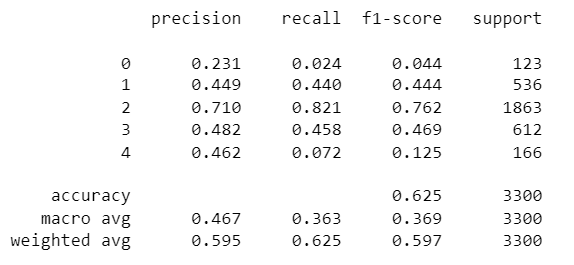 precision recall f1-score support
0 0.231 0.024 0.044 123
1 0.449 0.440 0.444 536
2 0.710 0.821 0.762 1863
3 0.482 0.458 0.469 612
4 0.462 0.072 0.125 166
accuracy 0.625 3300
macro avg 0.467 0.363 0.369 3300
weighted avg 0.595 0.625 0.597 3300